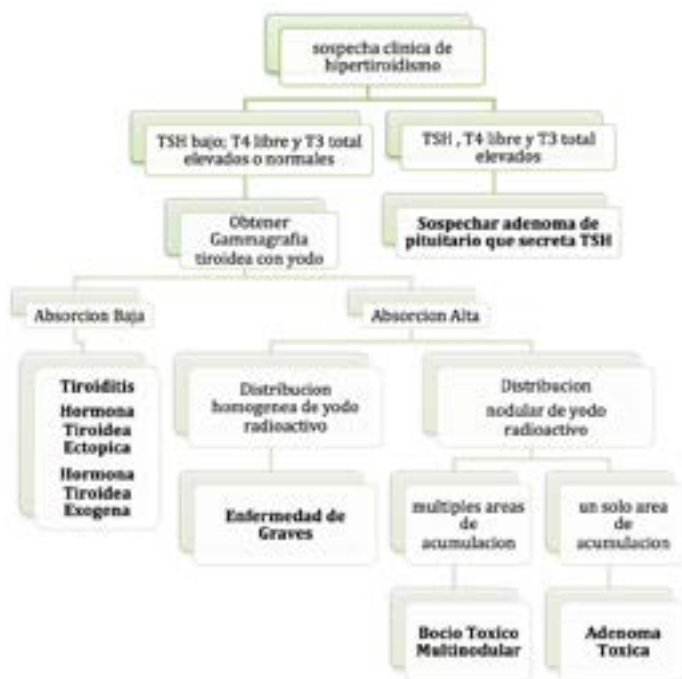 sospecha clinica de
hipertiroidismo
TSH bajo; T4 libre y T3 total
elevados o normales
TSH , T4 libre y T3 total
elevados
Obtener
Gammagrafia
tiroidea con yodo
Sospechar adenoma de
pituitario que secreta TSH
Absorcion Baja
Absorcion Alta
Tiroiditis
Hormona
Tiroidea
Ectopica
Hormona
Tiroidea
Exogena
Distribucion
homogenea de yodo
radioactivo
Distribucion
nodular de yodo
radioactivo
Enfermedad de
Graves
multiples areas
de
acumulacion
un solo area
de
acumulacion
Bocio Toxico
Multinodular
Adenoma
Toxica